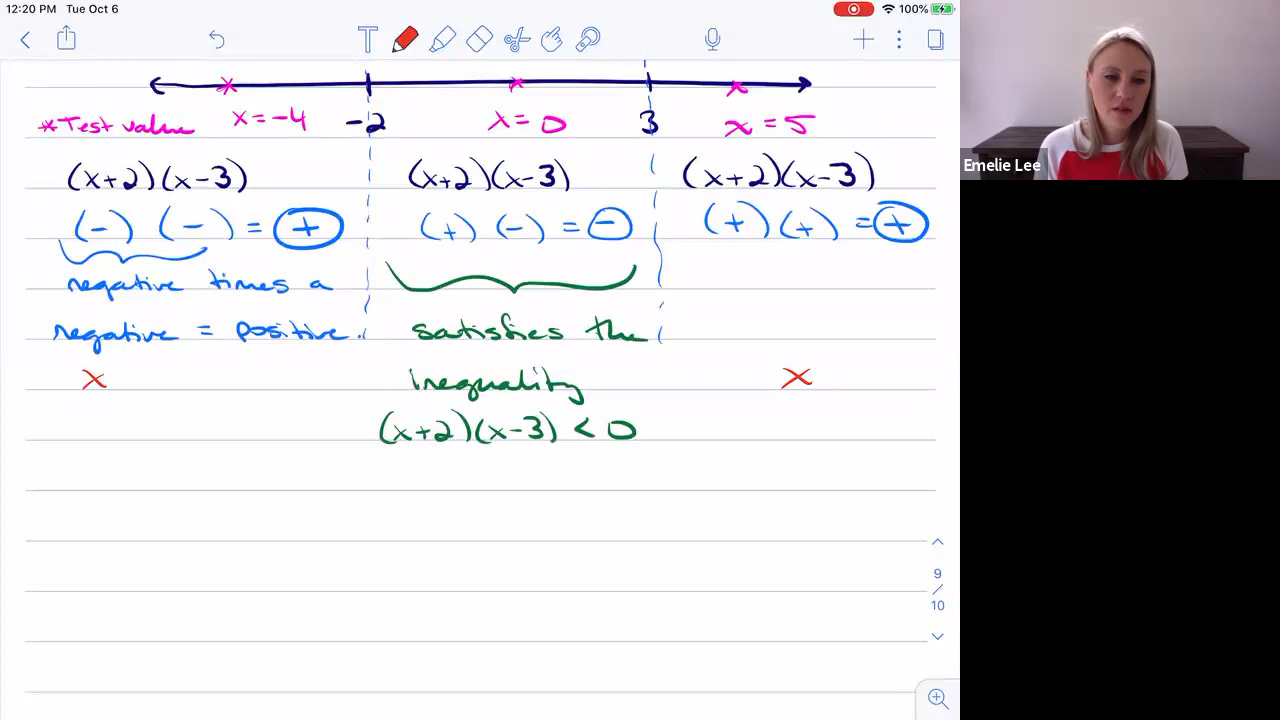 12:20 PM Tue Oct 6
100%
T
*Test value x=-4 -2 x=0 3 x=5
(x+2)(x-3) (x+2)(x-3) (x+2)(x-3)
(-) (-) = + (+) (-) = - (+) (+) = +
negative times a
negative = positive. satisfies the
x inequality x
(x+2)(x-3) < 0
9
/
10
Emelie Lee